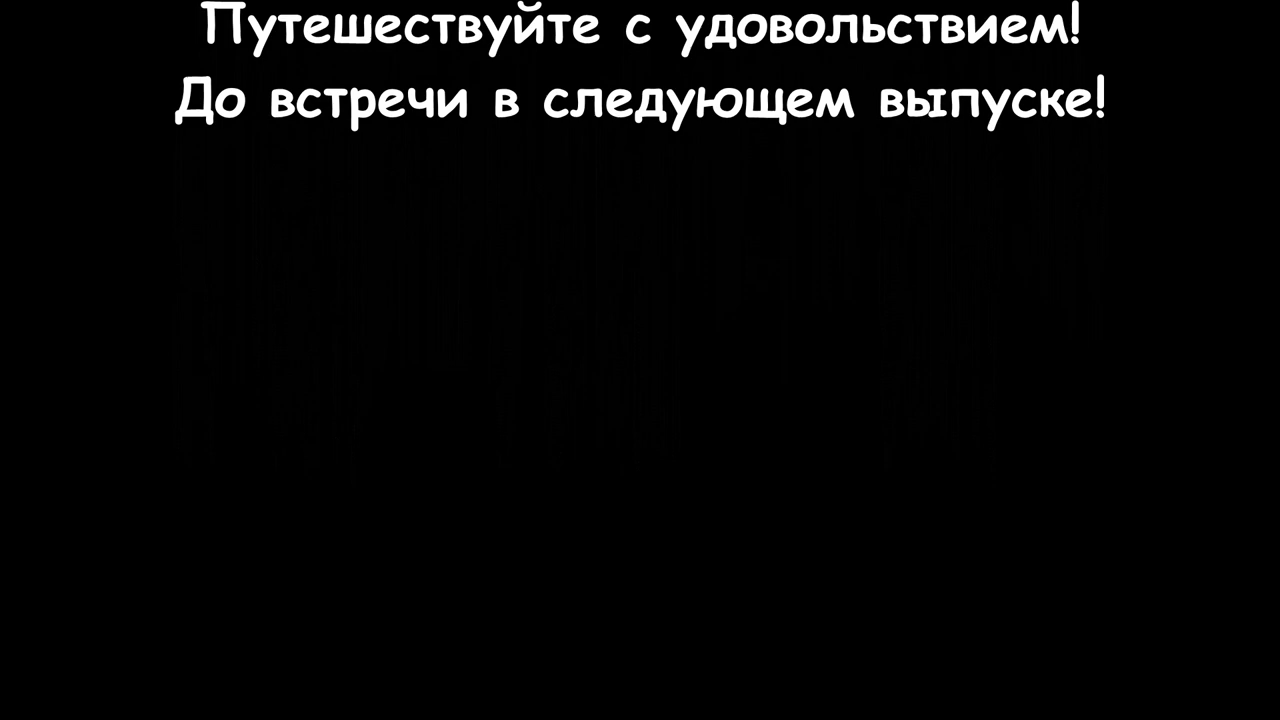 Путешествуйте с удовольствием!
До встречи в следующем выпуске!